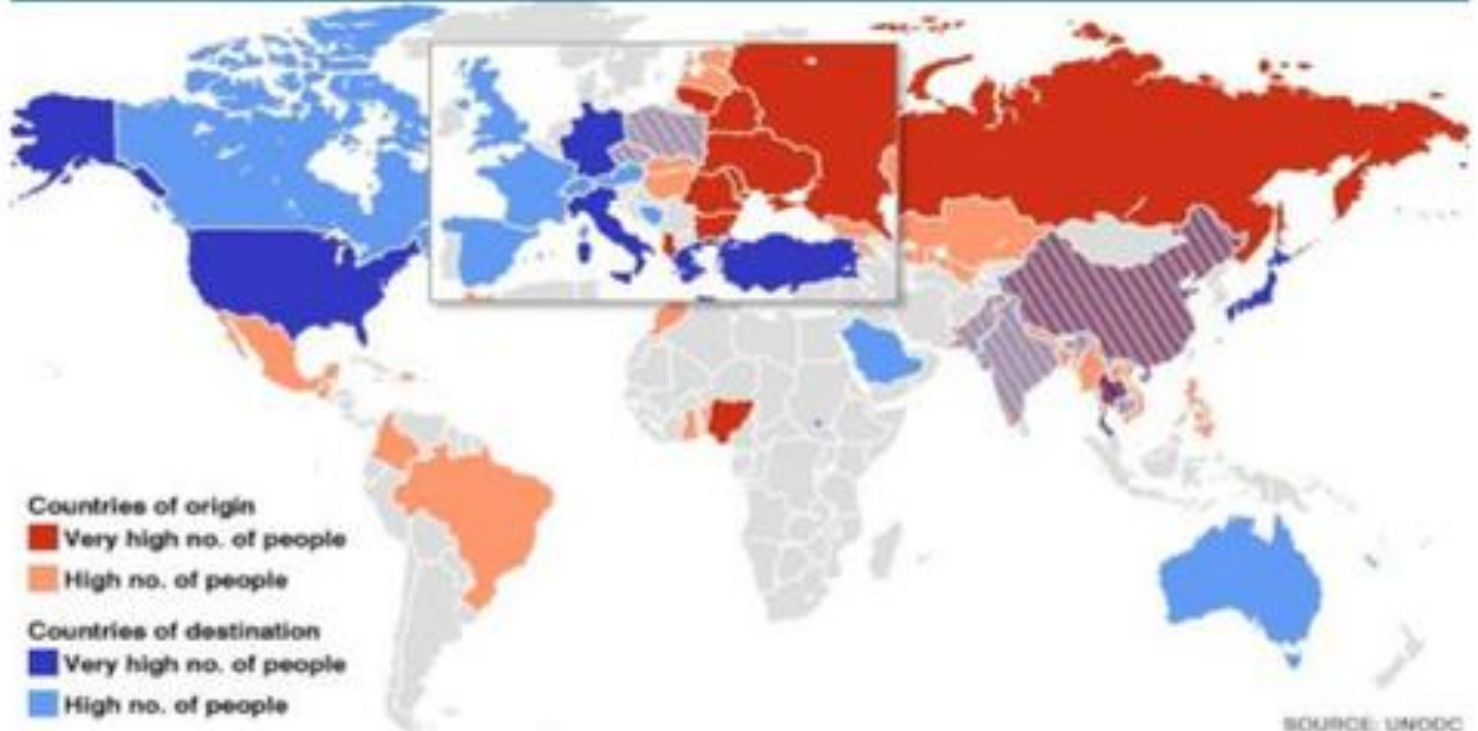 Countries of origin
Very high no. of people
High no. of people
Countries of destination
Very high no. of people
High no. of people
SOURCE: UNODC